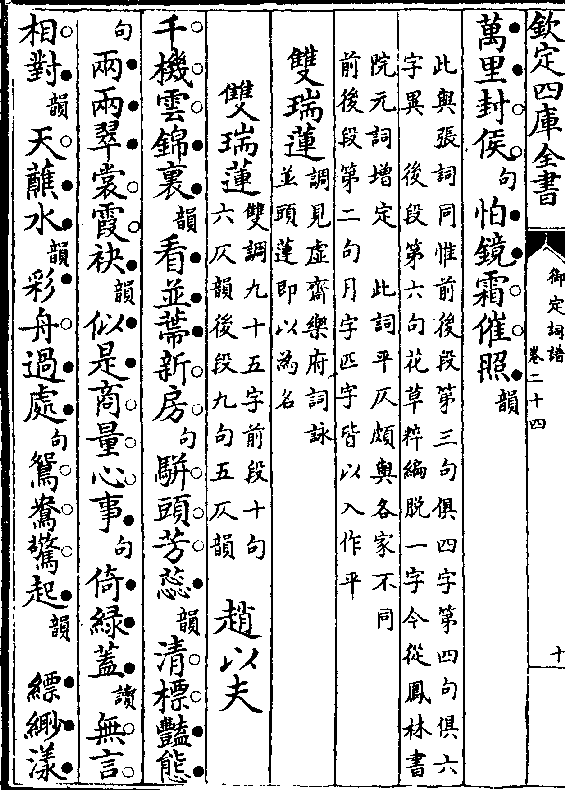 欽定四庫全書
御定詞譜
卷二十四
十
萬里封侯句怕鏡霜催照韻
此與張詞同惟前後段第三句俱四字第四句俱六
字異 後段第六句花草粹編脱一字今從鳳林書
院元詞增定 此詞平仄頗與各家不同
前後段第二句月字匹字皆以入作平
雙瑞蓮
調見虛齋樂府詞詠
並頭蓮即以為名
雙瑞蓮
雙調九十五字前段十句
六仄韻後段九句五仄韻
趙以夫
千機雲錦裏韻看並蒂新房句駢頭芳蕊韻清標豔態
句兩兩翠裳霞袂韻似是商量心事句倚綠蓋讀無言
相對韻天蘸水韻彩舟過處句鴛鴦驚起韻 縹緲漾